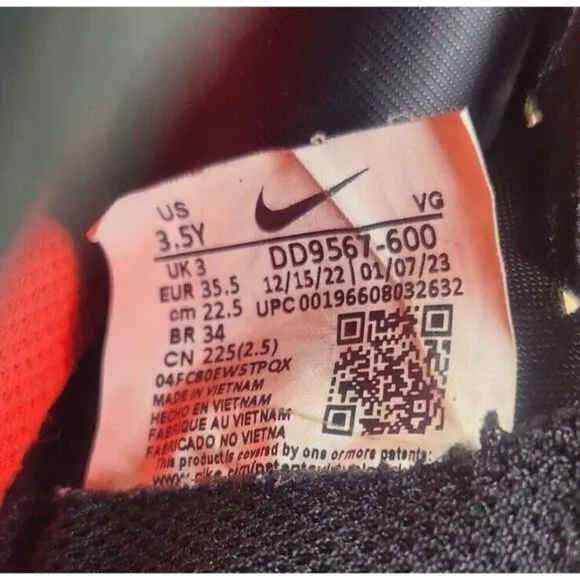 US
3.5Y
VG
UK 3
DD9567-600
EUR 35.5
12/15/22 | 01/07/23
cm 22.5
UPC 00196608032632
BR 34
CN 225(2.5)
04FC80EWSTPQX
MADE IN VIETNAM
HECHO EN VIETNAM
FABRIQUE AU VIETNAM
FABRICADO NO VIETNA
This product is covered by one or more patents: